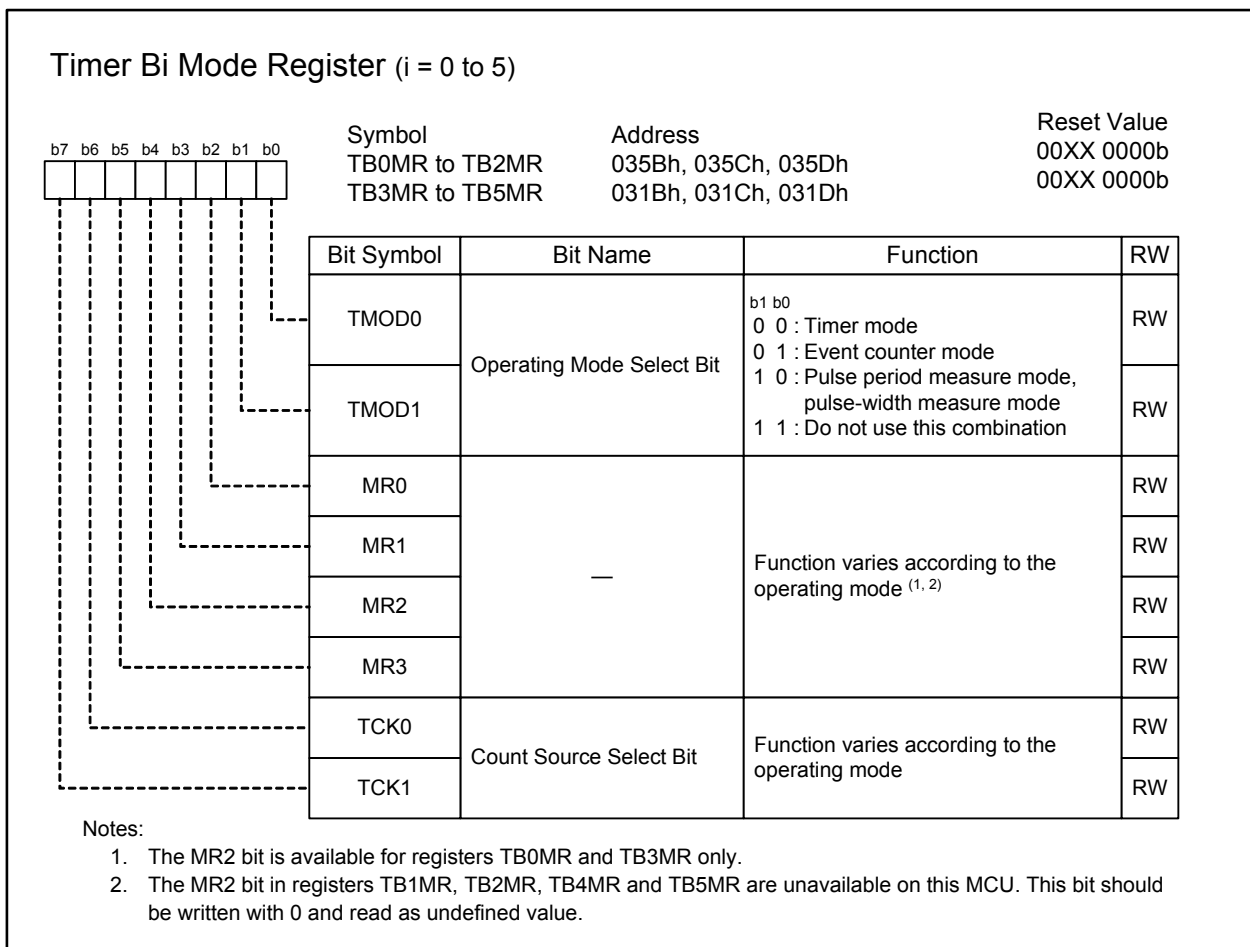 Timer Bi Mode Register (i = 0 to 5)
b7 b6 b5 b4 b3 b2 b1 b0
Symbol Address Reset Value
TB0MR to TB2MR 035Bh, 035Ch, 035Dh 00XX 0000b
TB3MR to TB5MR 031Bh, 031Ch, 031Dh 00XX 0000b
Bit Symbol Bit Name Function RW
TMOD0 RW
TMOD1 RW
Operating Mode Select Bit
b1 b0
0 0 : Timer mode
0 1 : Event counter mode
1 0 : Pulse period measure mode,
pulse-width measure mode
1 1 : Do not use this combination
MR0 RW
MR1 RW
MR2 RW
MR3 RW
—
Function varies according to the
operating mode (1, 2)
TCK0 RW
TCK1 RW
Count Source Select Bit
Function varies according to the
operating mode
Notes:
1. The MR2 bit is available for registers TB0MR and TB3MR only.
2. The MR2 bit in registers TB1MR, TB2MR, TB4MR and TB5MR are unavailable on this MCU. This bit should
be written with 0 and read as undefined value.